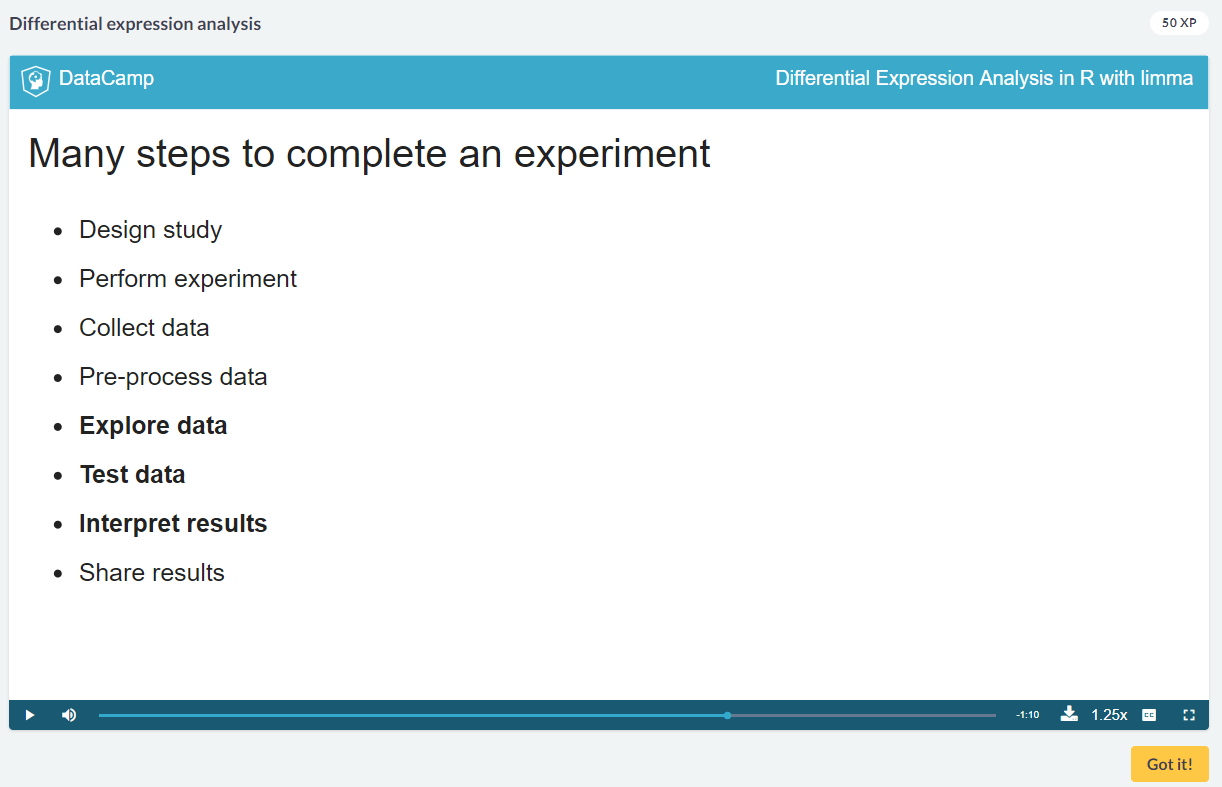 Differential expression analysis
50 XP
DataCamp
Differential Expression Analysis in R with limma
Many steps to complete an experiment
• Design study
• Perform experiment
• Collect data
• Pre-process data
• Explore data
• Test data
• Interpret results
• Share results
-1:10
1.25x
CC
Got it!